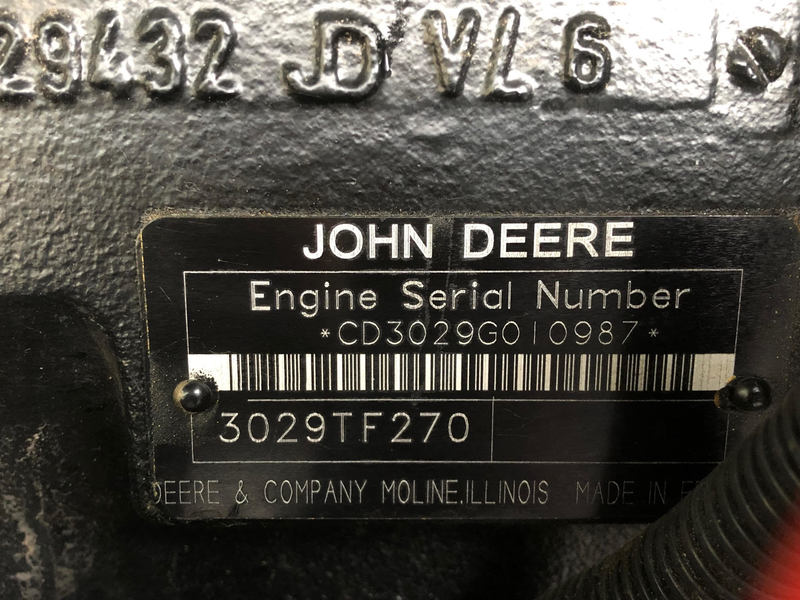 29432 JD VL 6
JOHN DEERE
Engine Serial Number
*CD3029G010987*
3029TF270
DEERE & COMPANY MOLINE,ILLINOIS MADE IN